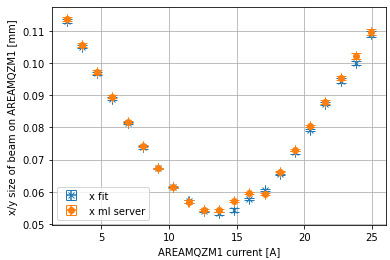 x/y size of beam on AREAMQZM1 [mm]
0.11
0.10
0.09
0.08
0.07
0.06
0.05
x fit
x ml server
5 10 15 20 25
AREAMQZM1 current [A]